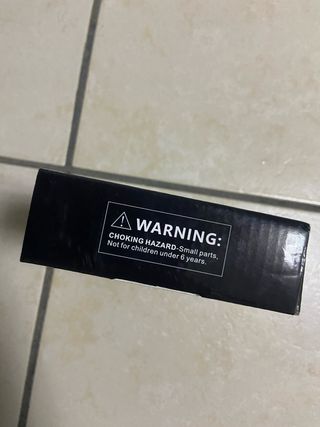 WARNING:
CHOKING HAZARD-Small parts.
Not for children under 6 years.